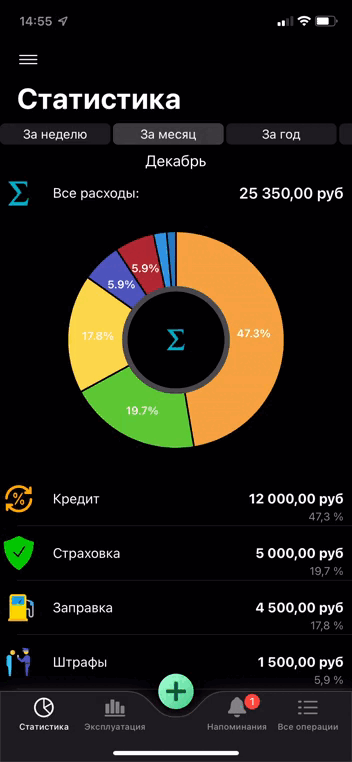 14:55
Статистика
За неделю За месяц За год
Декабрь
Σ Все расходы: 25 350,00 руб
5.9%
5.9%
17.8% Σ 47.3%
19.7%
% Кредит 12 000,00 руб
47,3 %
Страховка 5 000,00 руб
19,7 %
Заправка 4 500,00 руб
17,8 %
Штрафы 1 500,00 руб
5,9 %
1
Статистика Эксплуатация Напоминания Все операции